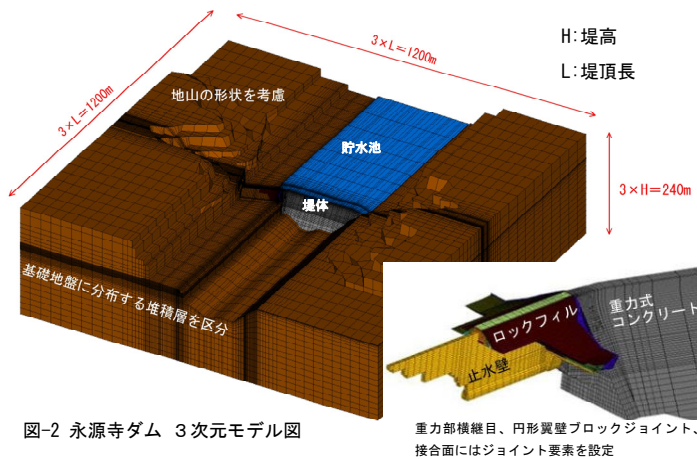 3×L=1200m
H:堤高
L:堤頂長
地山の形状を考慮
3×L=1200m
貯水池
堤体
3×H=240m
基礎地盤に分布する堆積層を区分
ロックフィル
重力式
コンクリート
止水壁
図-2 永源寺ダム 3次元モデル図
重力部横継目、円形翼壁ブロックジョイント、
接合面にはジョイント要素を設定